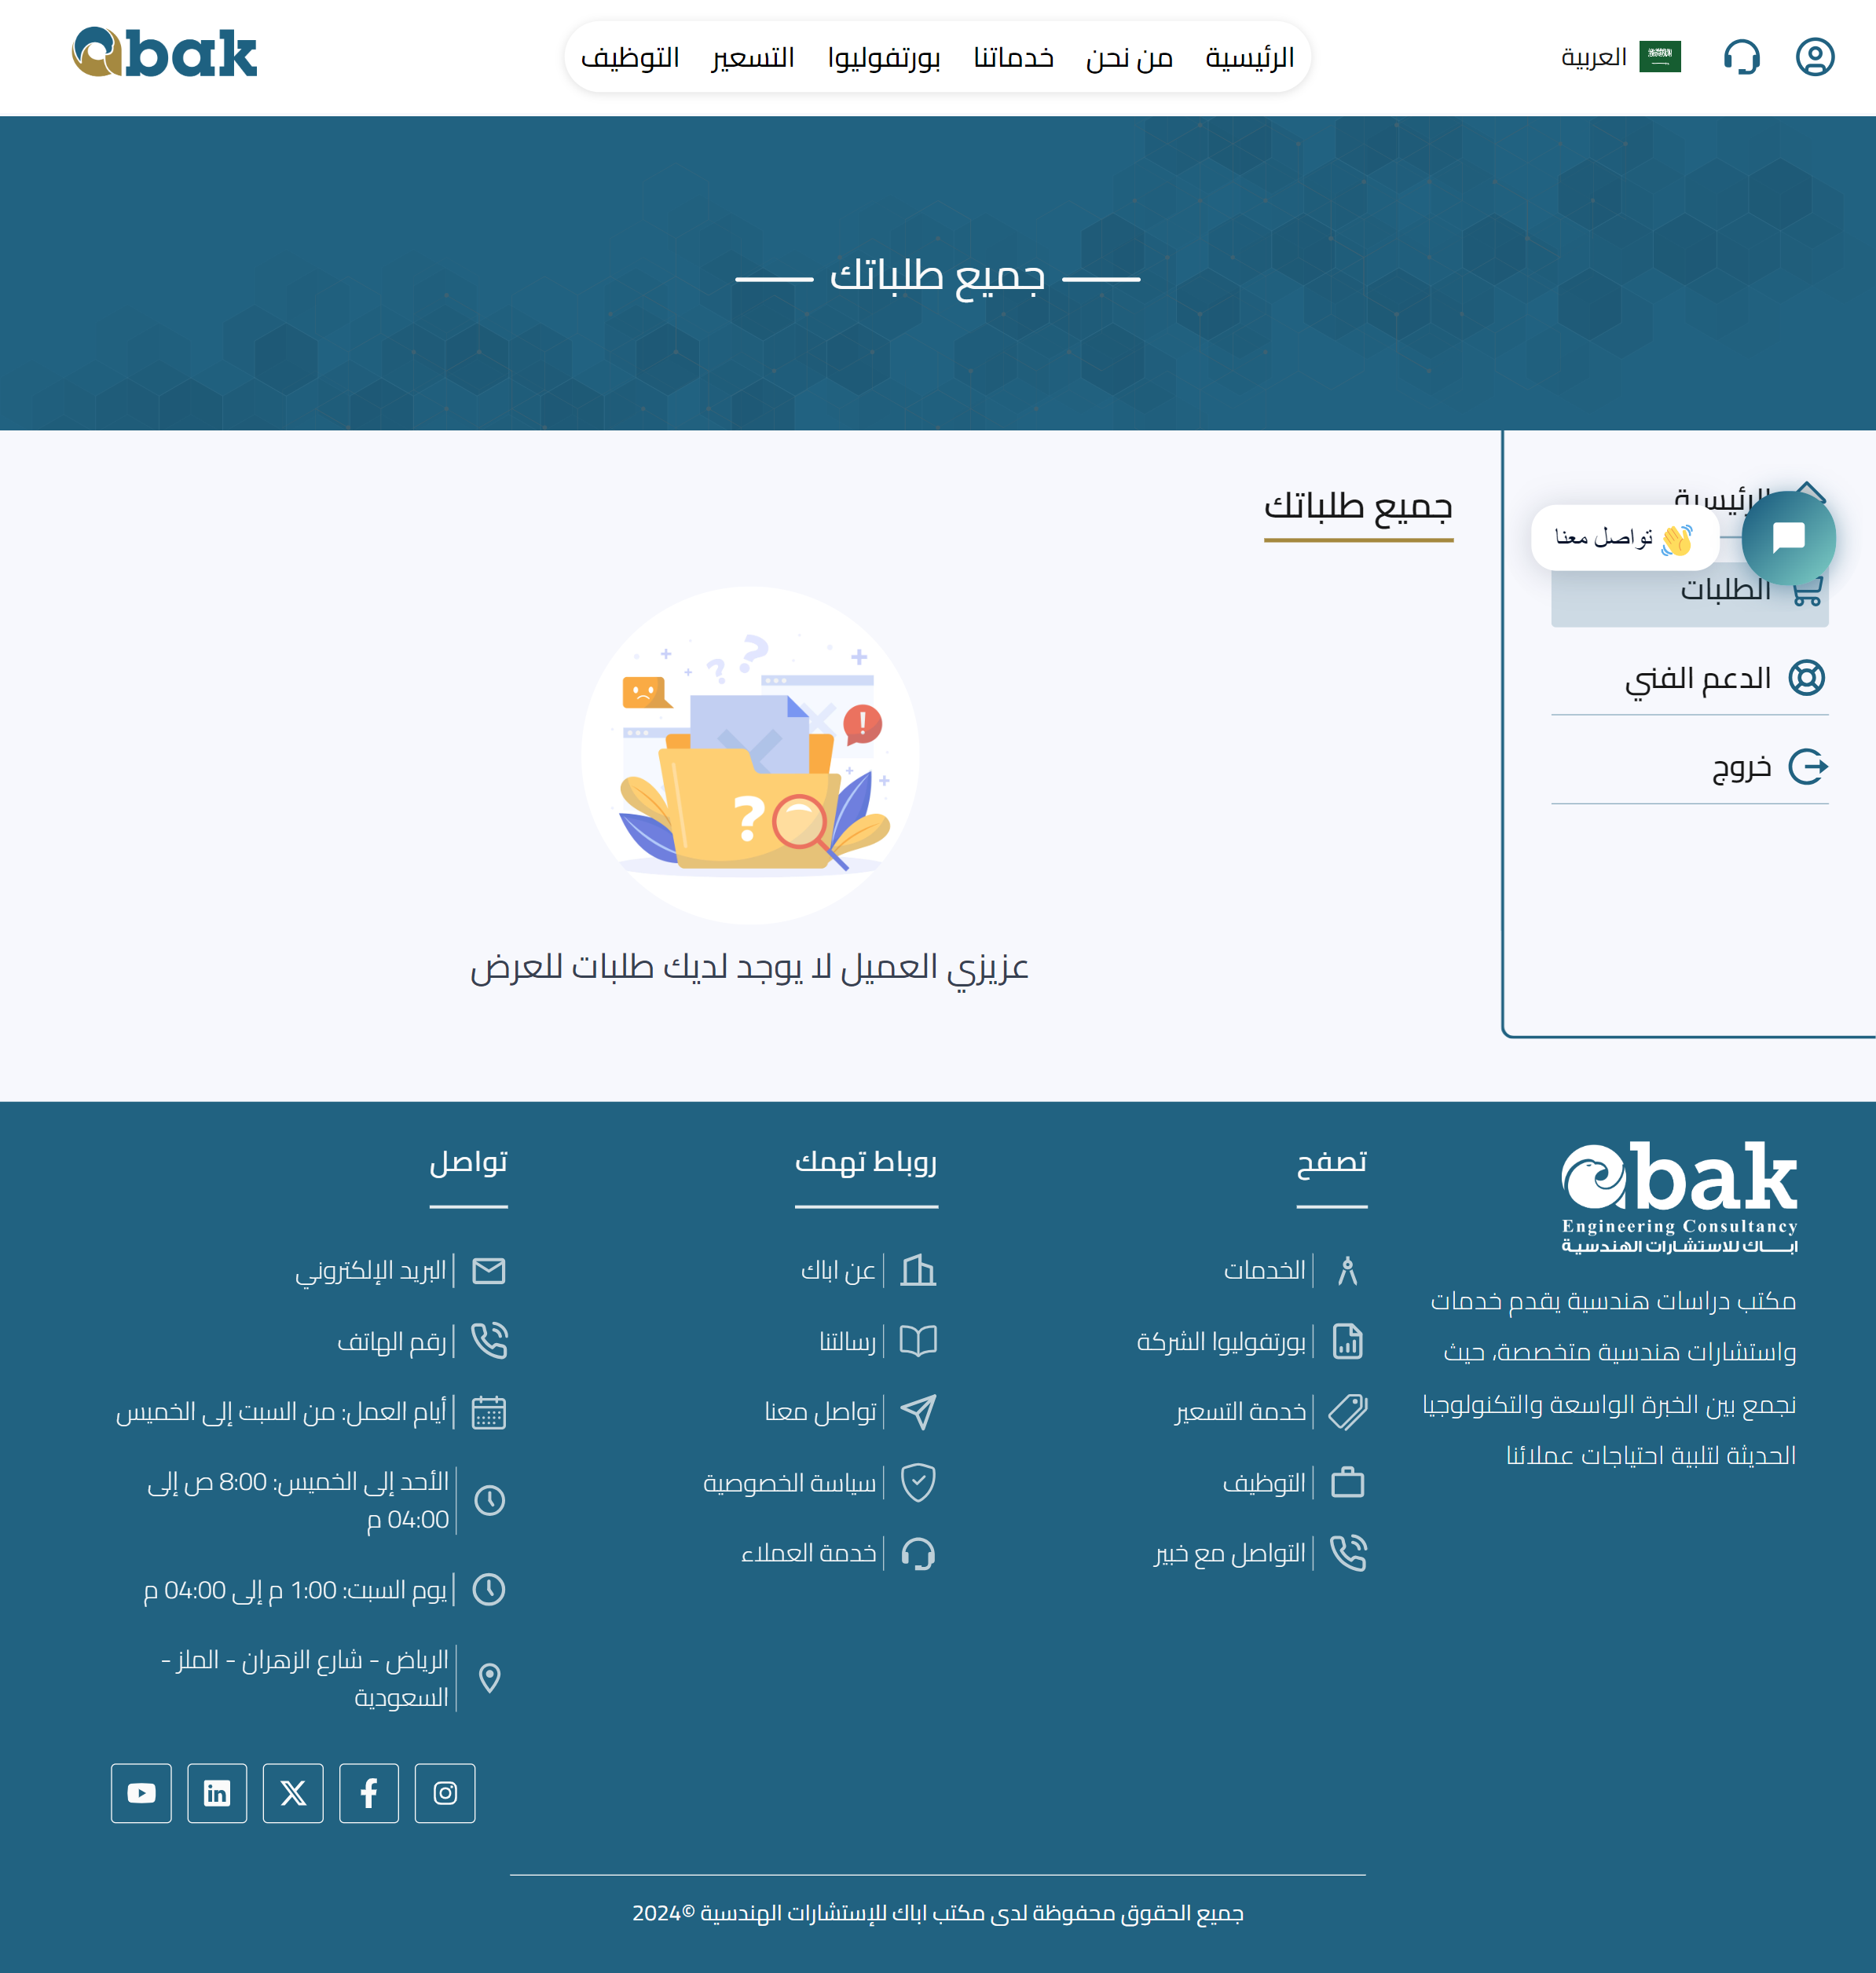 العربية
الرئيسية
من نحن
خدماتنا
بورتفوليوا
التسعير
التوظيف
abak
جميع طلباتك
الرئيسية
تواصل معنا
الطلبات
الدعم الفني
خروج
جميع طلباتك
عزيزي العميل لا يوجد لديك طلبات للعرض
abak
Engineering Consultancy
ابــــاك للاستشارات الهندسية
مكتب دراسات هندسية يقدم خدمات
واستشارات هندسية متخصصة، حيث
نجمع بين الخبرة الواسعة والتكنولوجيا
الحديثة لتلبية احتياجات عملائنا
تصفح
الخدمات
بورتفوليوا الشركة
خدمة التسعير
التوظيف
التواصل مع خبير
روباط تهمك
عن اباك
رسالتنا
تواصل معنا
سياسة الخصوصية
خدمة العملاء
تواصل
البريد الإلكتروني
رقم الهاتف
أيام العمل: من السبت إلى الخميس
الأحد إلى الخميس: 8:00 ص إلى
04:00 م
يوم السبت: 1:00 م إلى 04:00 م
الرياض - شارع الزهران - الملز -
السعودية
جميع الحقوق محفوظة لدى مكتب اباك للإستشارات الهندسية ©2024